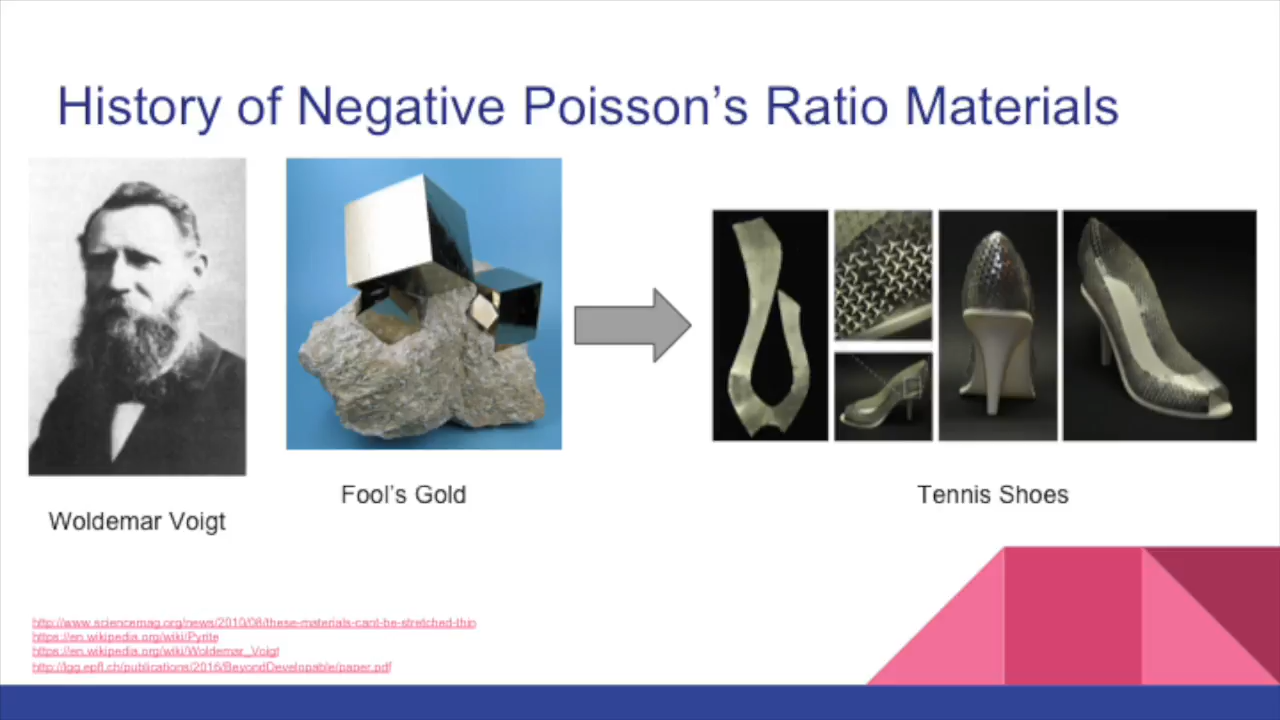 History of Negative Poisson's Ratio Materials
Fool's Gold
Tennis Shoes
Woldemar Voigt
http://www.sciencemag.org/news/2010/08/these-materials-cant-be-stretched-thin
https://en.wikipedia.org/wiki/Pyrite
https://en.wikipedia.org/wiki/Woldemar_Voigt
http://lgg.epfl.ch/publications/2016/BeyondDevelopable/paper.pdf